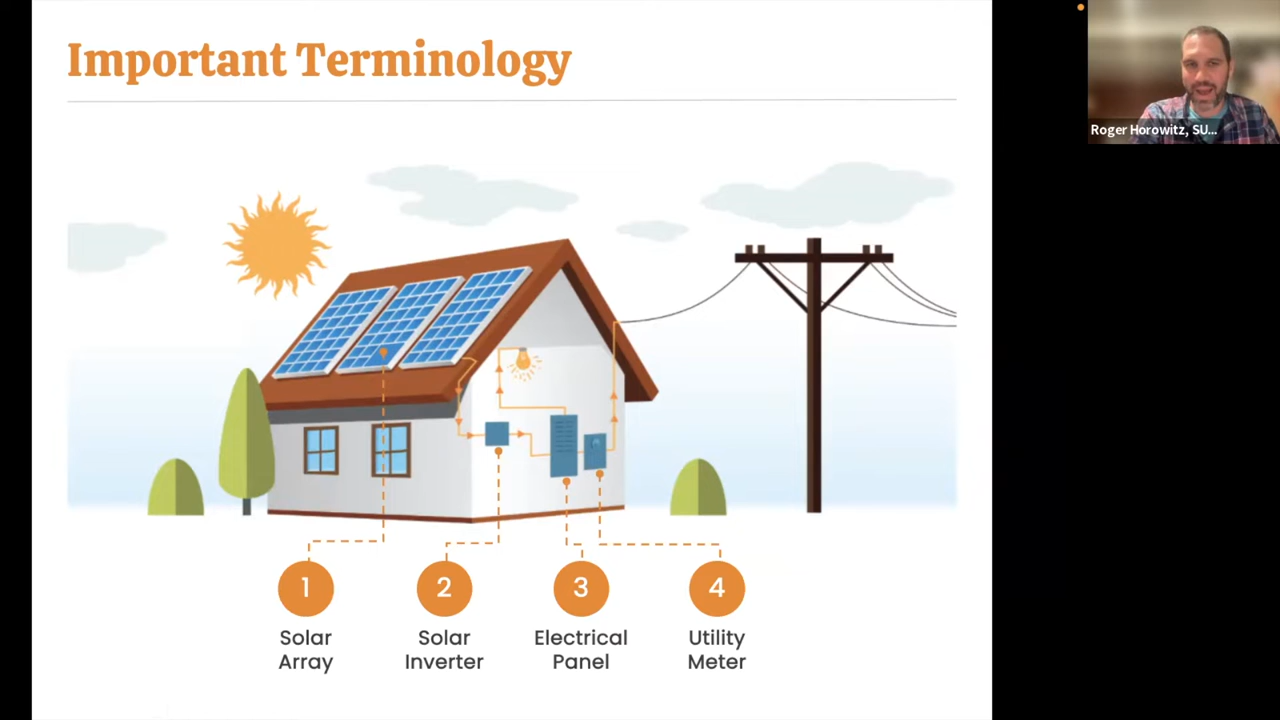 Important Terminology
Roger Horowitz, SU...
1
Solar
Array
2
Solar
Inverter
3
Electrical
Panel
4
Utility
Meter